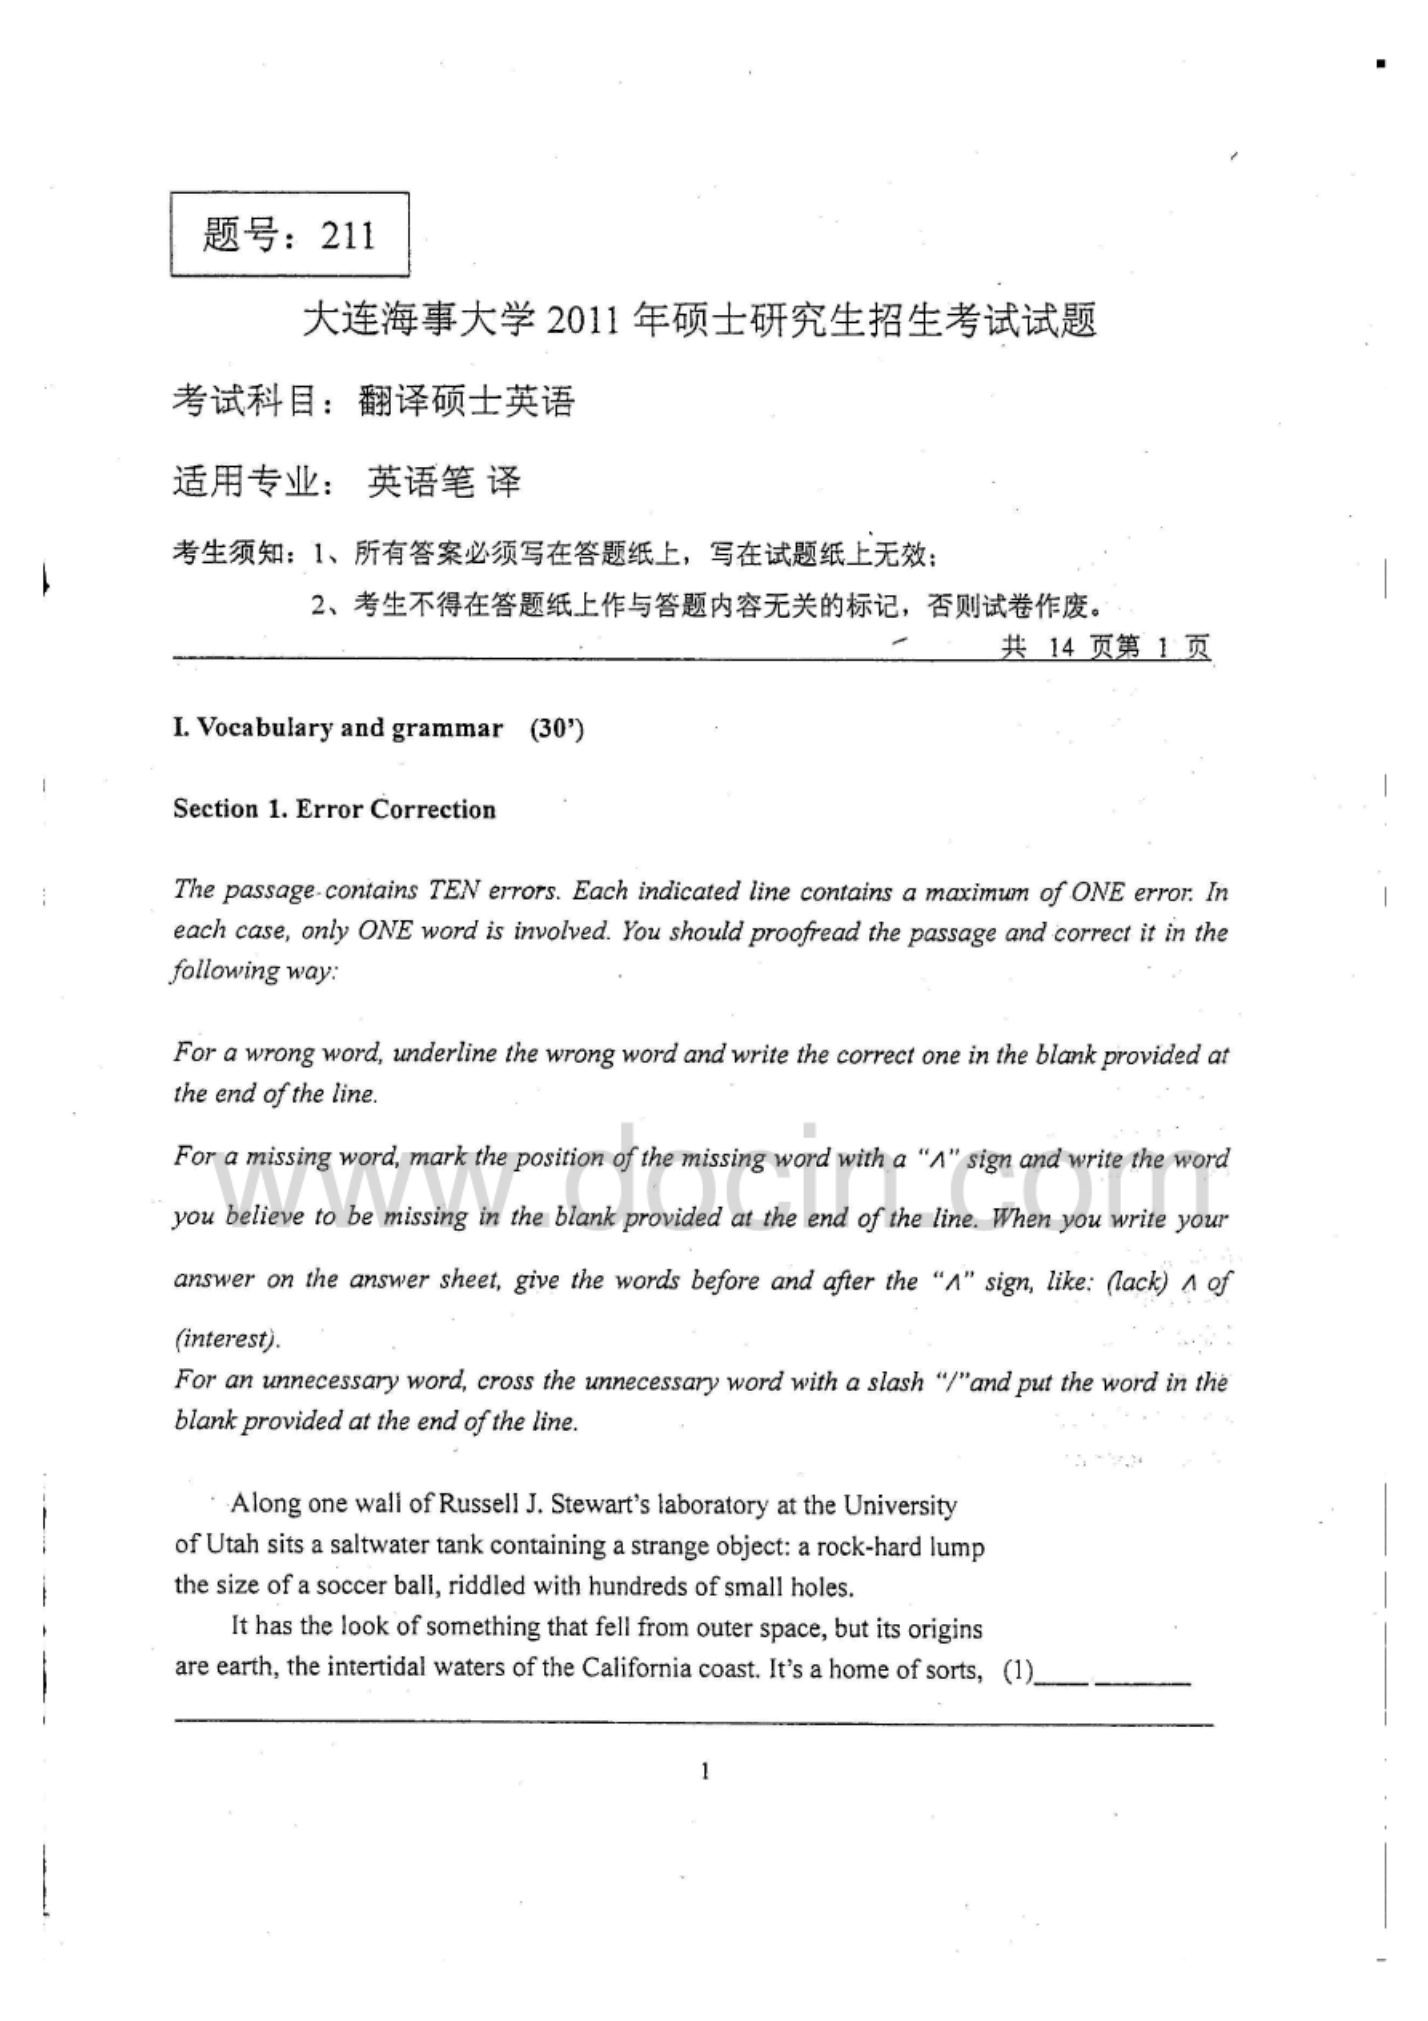 题号：211
大连海事大学 2011 年硕士研究生招生考试试题
考试科目：翻译硕士英语
适用专业： 英语笔 译
考生须知：1、所有答案必须写在答题纸上，写在试题纸上无效；
2、考生不得在答题纸上作与答题内容无关的标记，否则试卷作废。
共 14 页第 1 页
I. Vocabulary and grammar (30’)
Section 1. Error Correction
The passage contains TEN errors. Each indicated line contains a maximum of ONE error. In
each case, only ONE word is involved. You should proofread the passage and correct it in the
following way:
For a wrong word, underline the wrong word and write the correct one in the blank provided at
the end of the line.
For a missing word, mark the position of the missing word with a “∧” sign and write the word
you believe to be missing in the blank provided at the end of the line. When you write your
answer on the answer sheet, give the words before and after the “∧” sign, like: (lack) ∧ of
(interest).
For an unnecessary word, cross the unnecessary word with a slash “/”and put the word in the
blank provided at the end of the line.
www.docin.com
Along one wall of Russell J. Stewart’s laboratory at the University
of Utah sits a saltwater tank containing a strange object: a rock-hard lump
the size of a soccer ball, riddled with hundreds of small holes.
It has the look of something that fell from outer space, but its origins
are earth, the intertidal waters of the California coast. It’s a home of sorts, (1)____ ______
1